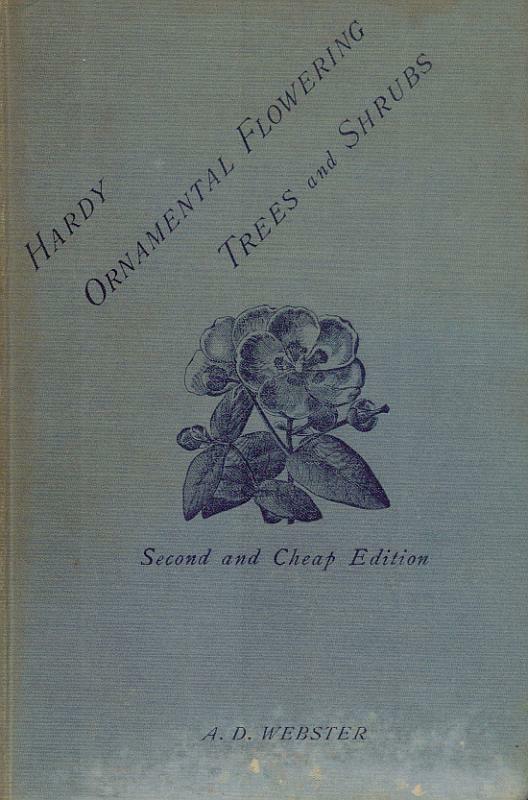 HARDY
ORNAMENTAL FLOWERING
TREES and SHRUBS
Second and Cheap Edition
A. D. WEBSTER